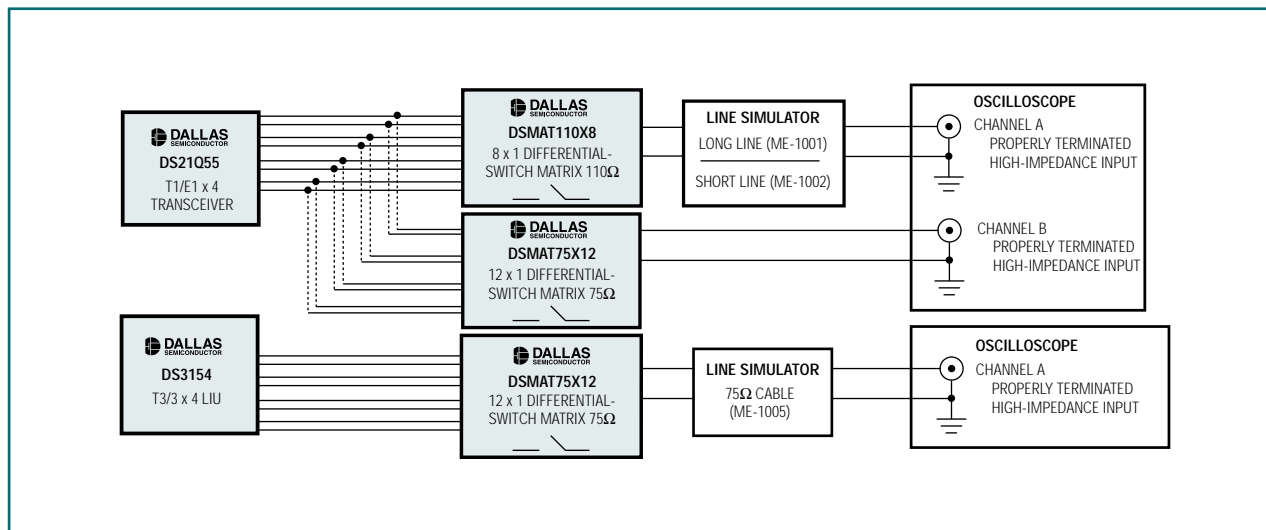 DALLAS
SEMICONDUCTOR
DS21Q55
T1/E1 x 4
TRANSCEIVER
DALLAS
SEMICONDUCTOR
DSMAT110X8
8 x 1 DIFFERENTIAL-
SWITCH MATRIX 110Ω
LINE SIMULATOR
LONG LINE (ME-1001)
SHORT LINE (ME-1002)
OSCILLOSCOPE
CHANNEL A
PROPERLY TERMINATED
HIGH-IMPEDANCE INPUT
DALLAS
SEMICONDUCTOR
DSMAT75X12
12 x 1 DIFFERENTIAL-
SWITCH MATRIX 75Ω
CHANNEL B
PROPERLY TERMINATED
HIGH-IMPEDANCE INPUT
DALLAS
SEMICONDUCTOR
DS3154
T3/3 x 4 LIU
DALLAS
SEMICONDUCTOR
DSMAT75X12
12 x 1 DIFFERENTIAL-
SWITCH MATRIX 75Ω
LINE SIMULATOR
75Ω CABLE
(ME-1005)
OSCILLOSCOPE
CHANNEL A
PROPERLY TERMINATED
HIGH-IMPEDANCE INPUT